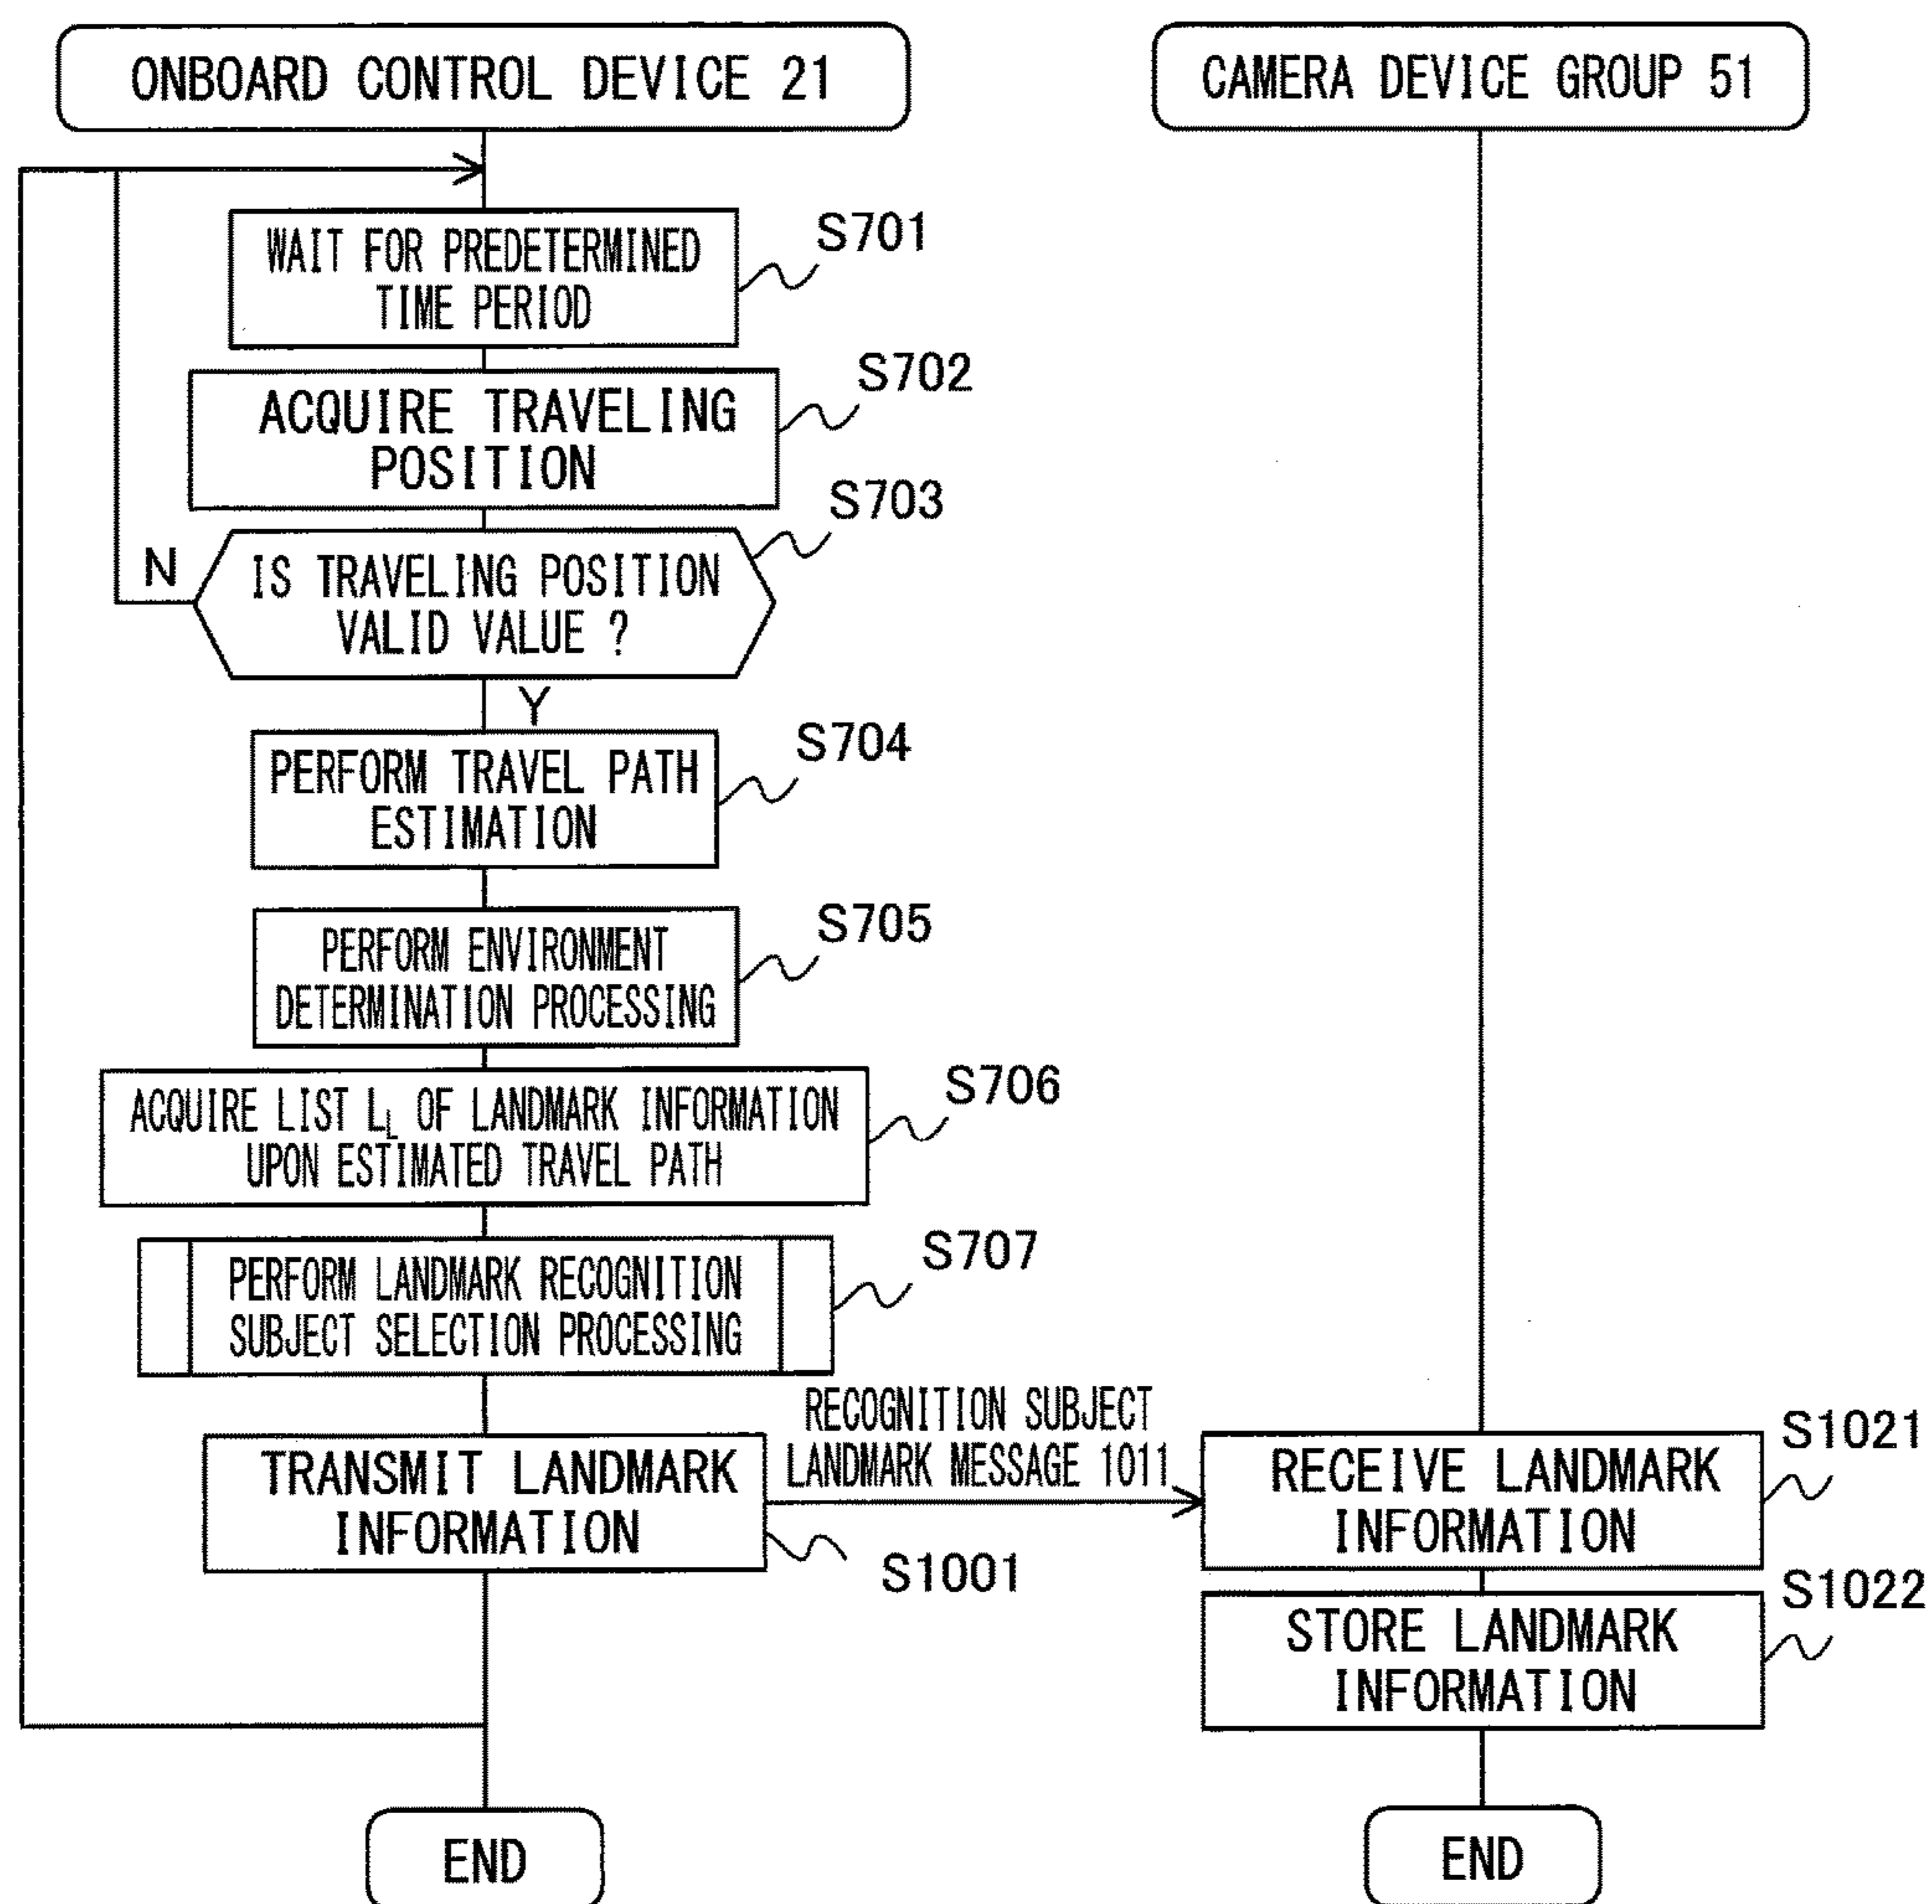 ONBOARD CONTROL DEVICE 21
CAMERA DEVICE GROUP 51
WAIT FOR PREDETERMINED
TIME PERIOD
S701
ACQUIRE TRAVELING
POSITION
S702
IS TRAVELING POSITION
VALID VALUE ?
S703
N
Y
PERFORM TRAVEL PATH
ESTIMATION
S704
PERFORM ENVIRONMENT
DETERMINATION PROCESSING
S705
ACQUIRE LIST L_L OF LANDMARK INFORMATION
UPON ESTIMATED TRAVEL PATH
S706
PERFORM LANDMARK RECOGNITION
SUBJECT SELECTION PROCESSING
S707
TRANSMIT LANDMARK
INFORMATION
S1001
RECOGNITION SUBJECT
LANDMARK MESSAGE 1011
RECEIVE LANDMARK
INFORMATION
S1021
STORE LANDMARK
INFORMATION
S1022
END
END